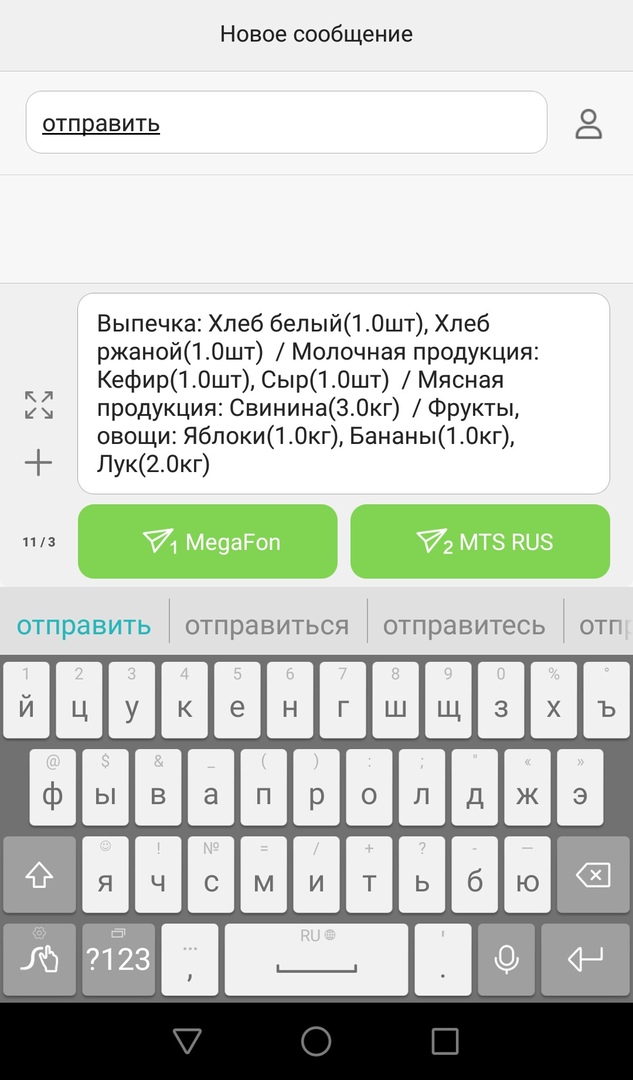 Новое сообщение
отправить
Выпечка: Хлеб белый(1.0шт), Хлеб
ржаной(1.0шт)  / Молочная продукция:
Кефир(1.0шт), Сыр(1.0шт)  / Мясная
продукция: Свинина(3.0кг)  / Фрукты,
овощи: Яблоки(1.0кг), Бананы(1.0кг),
Лук(2.0кг)
11 / 3
1 MegaFon
2 MTS RUS
отправить отправиться отправитесь отп
1 2 3 4 5 6 7 8 9 0 % °
й ц у к е н г ш щ з х ъ
@ $ & _ ( ) : ; " « »
ф ы в а п р о л д ж э
! № = / + ? - —
я ч с м и т ь б ю
RU
... '
?123 , .